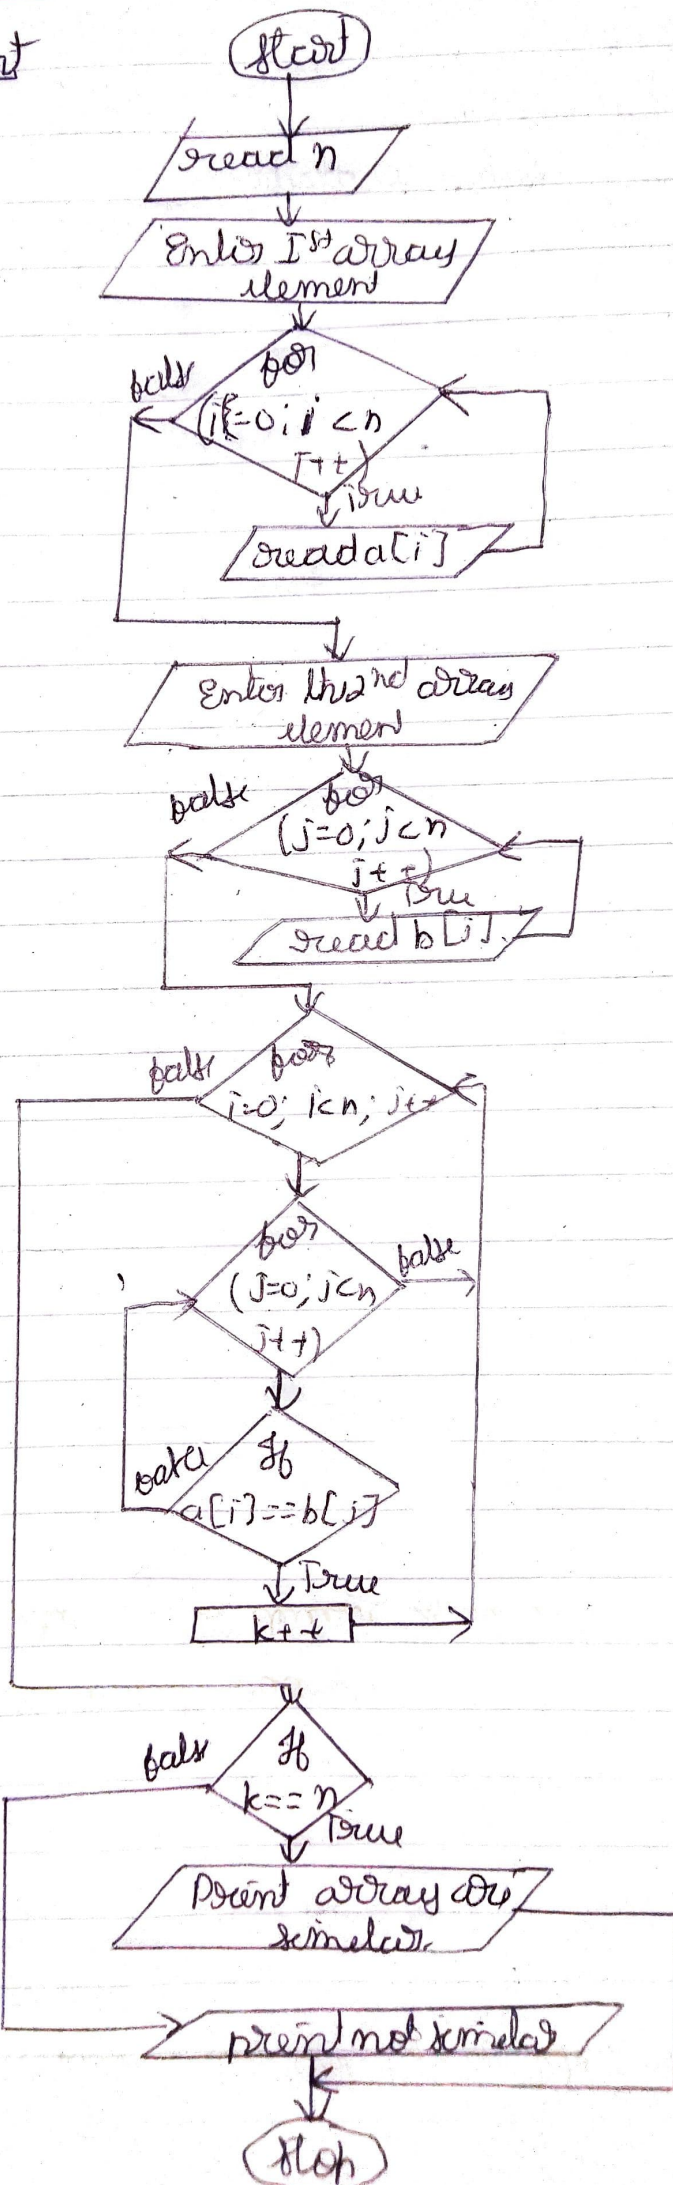 Start
read n
Enter Ist array
element
false
for
(i=0; i<n
I++)
True
read a[i]
Enter the 2nd array
element
false
for
(j=0; j<n
j++)
True
read b[j]
false
for
i=0; i<n; i++
for
false
(J=0; j<n
j++)
If
a[i]==b[j]
True
k++
false
If
k==n
True
Print array are
similar
print not similar
Stop